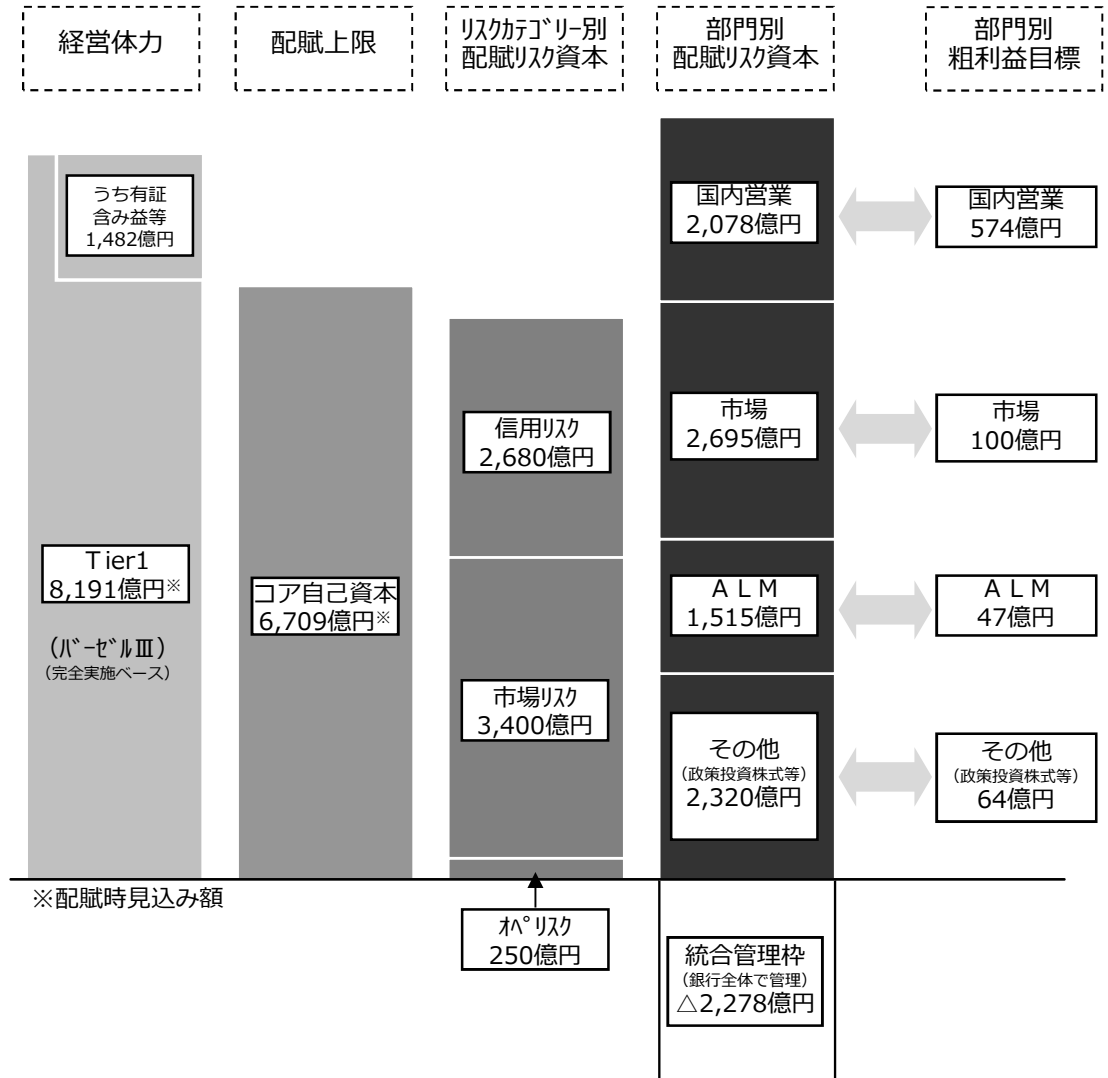 経営体力
配賦上限
ﾘｽｸｶﾃｺﾞﾘｰ別
配賦ﾘｽｸ資本
部門別
配賦ﾘｽｸ資本
部門別
粗利益目標
うち有証
含み益等
1,482億円
Tier1
8,191億円※
(ﾊﾞｰｾﾞﾙⅢ)
(完全実施ベース)
コア自己資本
6,709億円※
信用ﾘｽｸ
2,680億円
市場ﾘｽｸ
3,400億円
ｵﾍﾟﾘｽｸ
250億円
国内営業
2,078億円
市場
2,695億円
ＡＬＭ
1,515億円
その他
(政策投資株式等)
2,320億円
統合管理枠
(銀行全体で管理)
△2,278億円
国内営業
574億円
市場
100億円
ＡＬＭ
47億円
その他
(政策投資株式等)
64億円
※配賦時見込み額